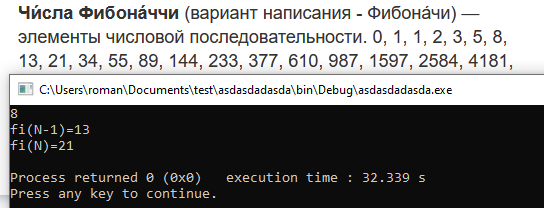 Чи́сла Фибона́ччи (вариант написания - Фибона́чи) —
элементы числовой последовательности. 0, 1, 1, 2, 3, 5, 8,
13, 21, 34, 55, 89, 144, 233, 377, 610, 987, 1597, 2584, 4181,
C:\Users\roman\Documents\test\asdasdadasda\bin\Debug\asdasdadasda.exe
8
fi(N-1)=13
fi(N)=21
Process returned 0 (0x0)   execution time : 32.339 s
Press any key to continue.